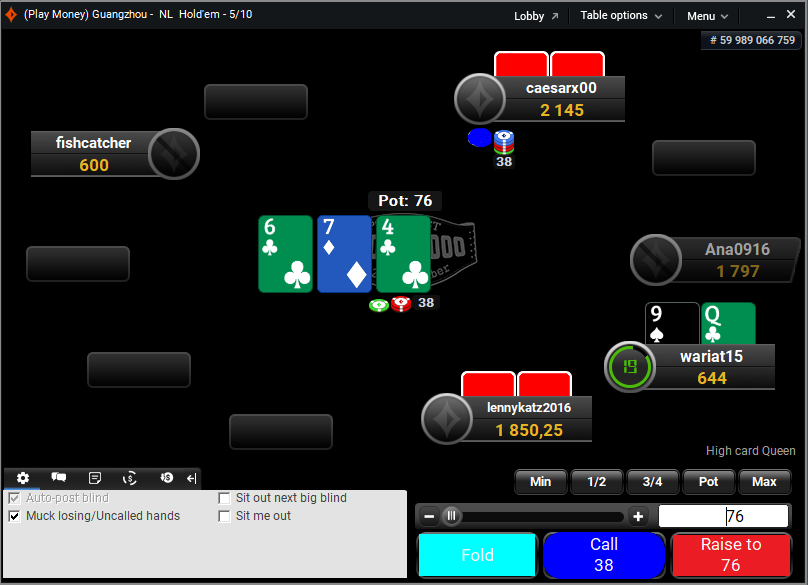 (Play Money) Guangzhou - NL Hold'em - 5/10
Lobby
Table options
Menu
# 59 989 066 759
caesarx00
2 145
38
fishcatcher
600
Pot: 76
6
7
4
38
Ana0916
1 797
9
Q
19
wariat15
644
lennykatz2016
1 850,25
High card Queen
Min
1/2
3/4
Pot
Max
Auto-post blind
Sit out next big blind
Muck losing/Uncalled hands
Sit me out
76
Fold
Call
38
Raise to
76